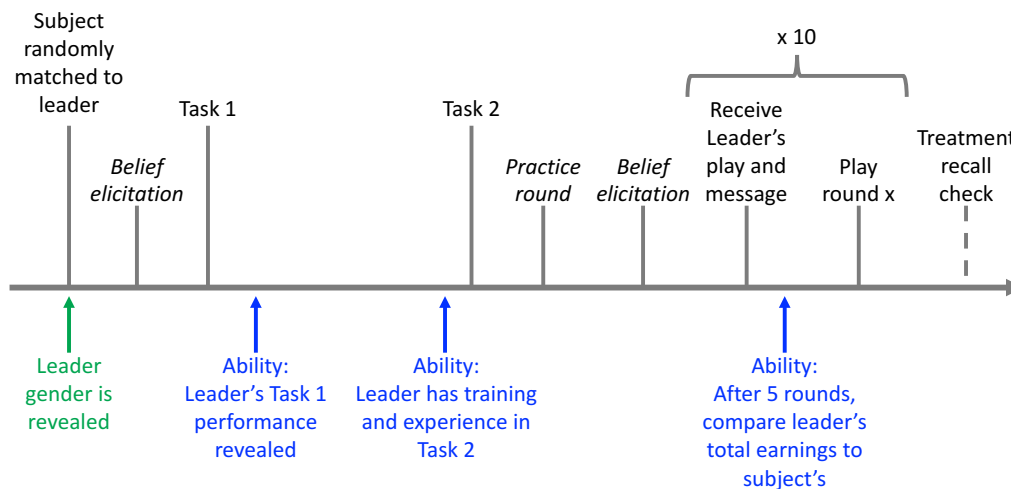 Subject
randomly
matched to
leader
Belief
elicitation
Task 1
Task 2
Practice
round
Belief
elicitation
x 10
Receive
Leader's
play and
message
Play
round x
Treatment
recall
check
Leader
gender is
revealed
Ability:
Leader's Task 1
performance
revealed
Ability:
Leader has training
and experience in
Task 2
Ability:
After 5 rounds,
compare leader's
total earnings to
subject's